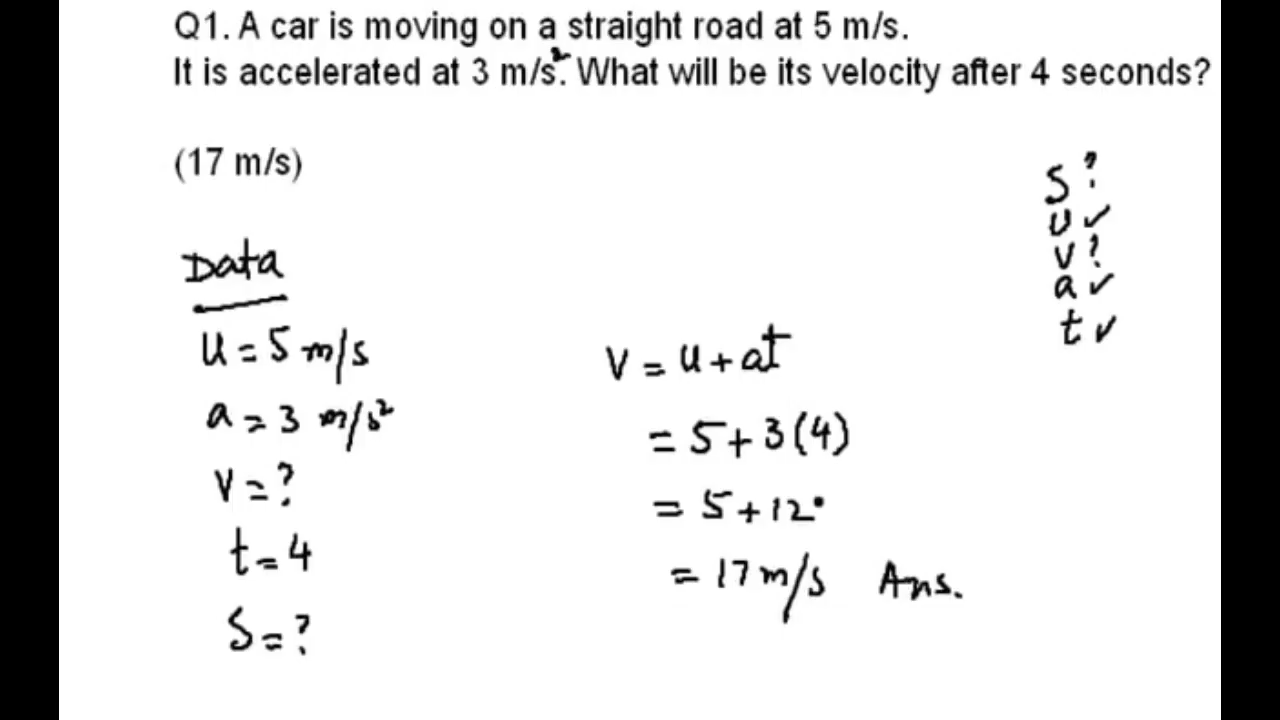 Q1. A car is moving on a straight road at 5 m/s.
It is accelerated at 3 m/s². What will be its velocity after 4 seconds?
(17 m/s)
S ?
u ✓
v ?
a ✓
t ✓
Data
u = 5 m/s
a = 3 m/s²
v = ?
t = 4
S = ?
v = u + at
= 5 + 3(4)
= 5 + 12
= 17 m/s Ans.